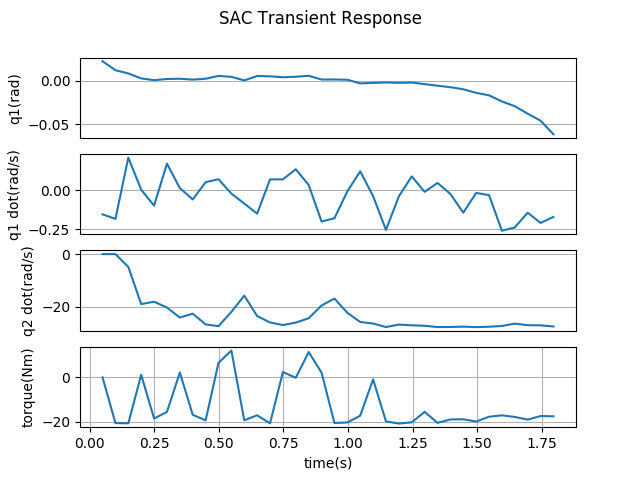 SAC Transient Response
q1(rad)
0.00
−0.05
q1 dot(rad/s)
0.00
−0.25
q2 dot(rad/s)
0
−20
torque(Nm)
0
−20
0.00 0.25 0.50 0.75 1.00 1.25 1.50 1.75
time(s)